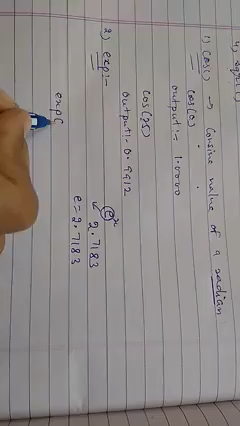 1) cos() → Consine value of a radian
cos(0)
output:- 1.0000
cos(25)
output:- 0.9912
2) exp:-
e^x
2.7183
e = 2.7183
exp(